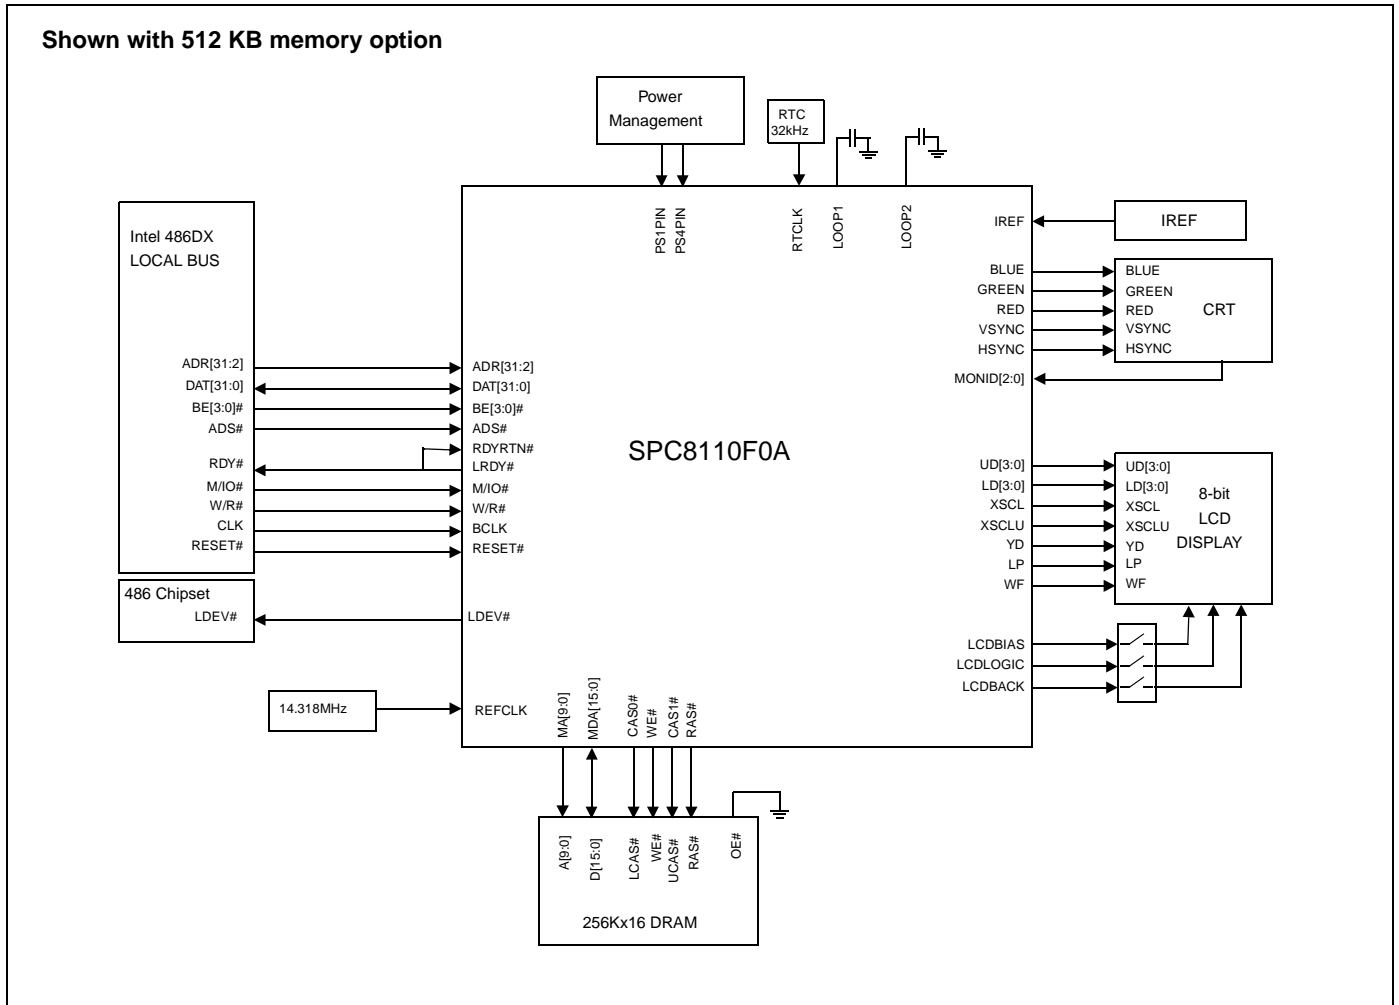 Shown with 512 KB memory option
Power
Management
RTC
32kHz
PS1PIN
PS4PIN
RTCLK
LOOP1
LOOP2
Intel 486DX
LOCAL BUS
ADR[31:2]
DAT[31:0]
BE[3:0]#
ADS#
RDY#
M/IO#
W/R#
CLK
RESET#
486 Chipset
LDEV#
14.318MHz
ADR[31:2]
DAT[31:0]
BE[3:0]#
ADS#
RDYRTN#
LRDY#
M/IO#
W/R#
BCLK
RESET#
LDEV#
REFCLK
SPC8110F0A
IREF
BLUE
GREEN
RED
VSYNC
HSYNC
MONID[2:0]
UD[3:0]
LD[3:0]
XSCL
XSCLU
YD
LP
WF
LCDBIAS
LCDLOGIC
LCDBACK
IREF
BLUE
GREEN
RED
VSYNC
HSYNC
CRT
UD[3:0]
LD[3:0]
XSCL
XSCLU
YD
LP
WF
8-bit
LCD
DISPLAY
MA[9:0]
MDA[15:0]
CAS0#
WE#
CAS1#
RAS#
A[9:0]
D[15:0]
LCAS#
WE#
UCAS#
RAS#
OE#
256Kx16 DRAM